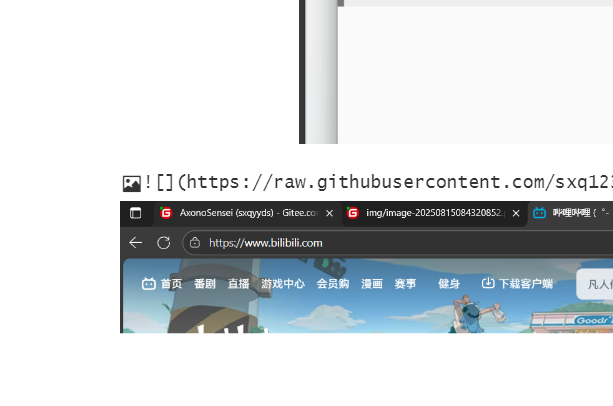 ![](https://raw.githubusercontent.com/sxq12
AxonoSensei (sxqyyds) - Gitee.co
img/image-20250815084320852.
哔哩哔哩 ( ゜-
https://www.bilibili.com
首页 番剧 直播 游戏中心 会员购 漫画 赛事 健身 下载客户端
凡人
Goods